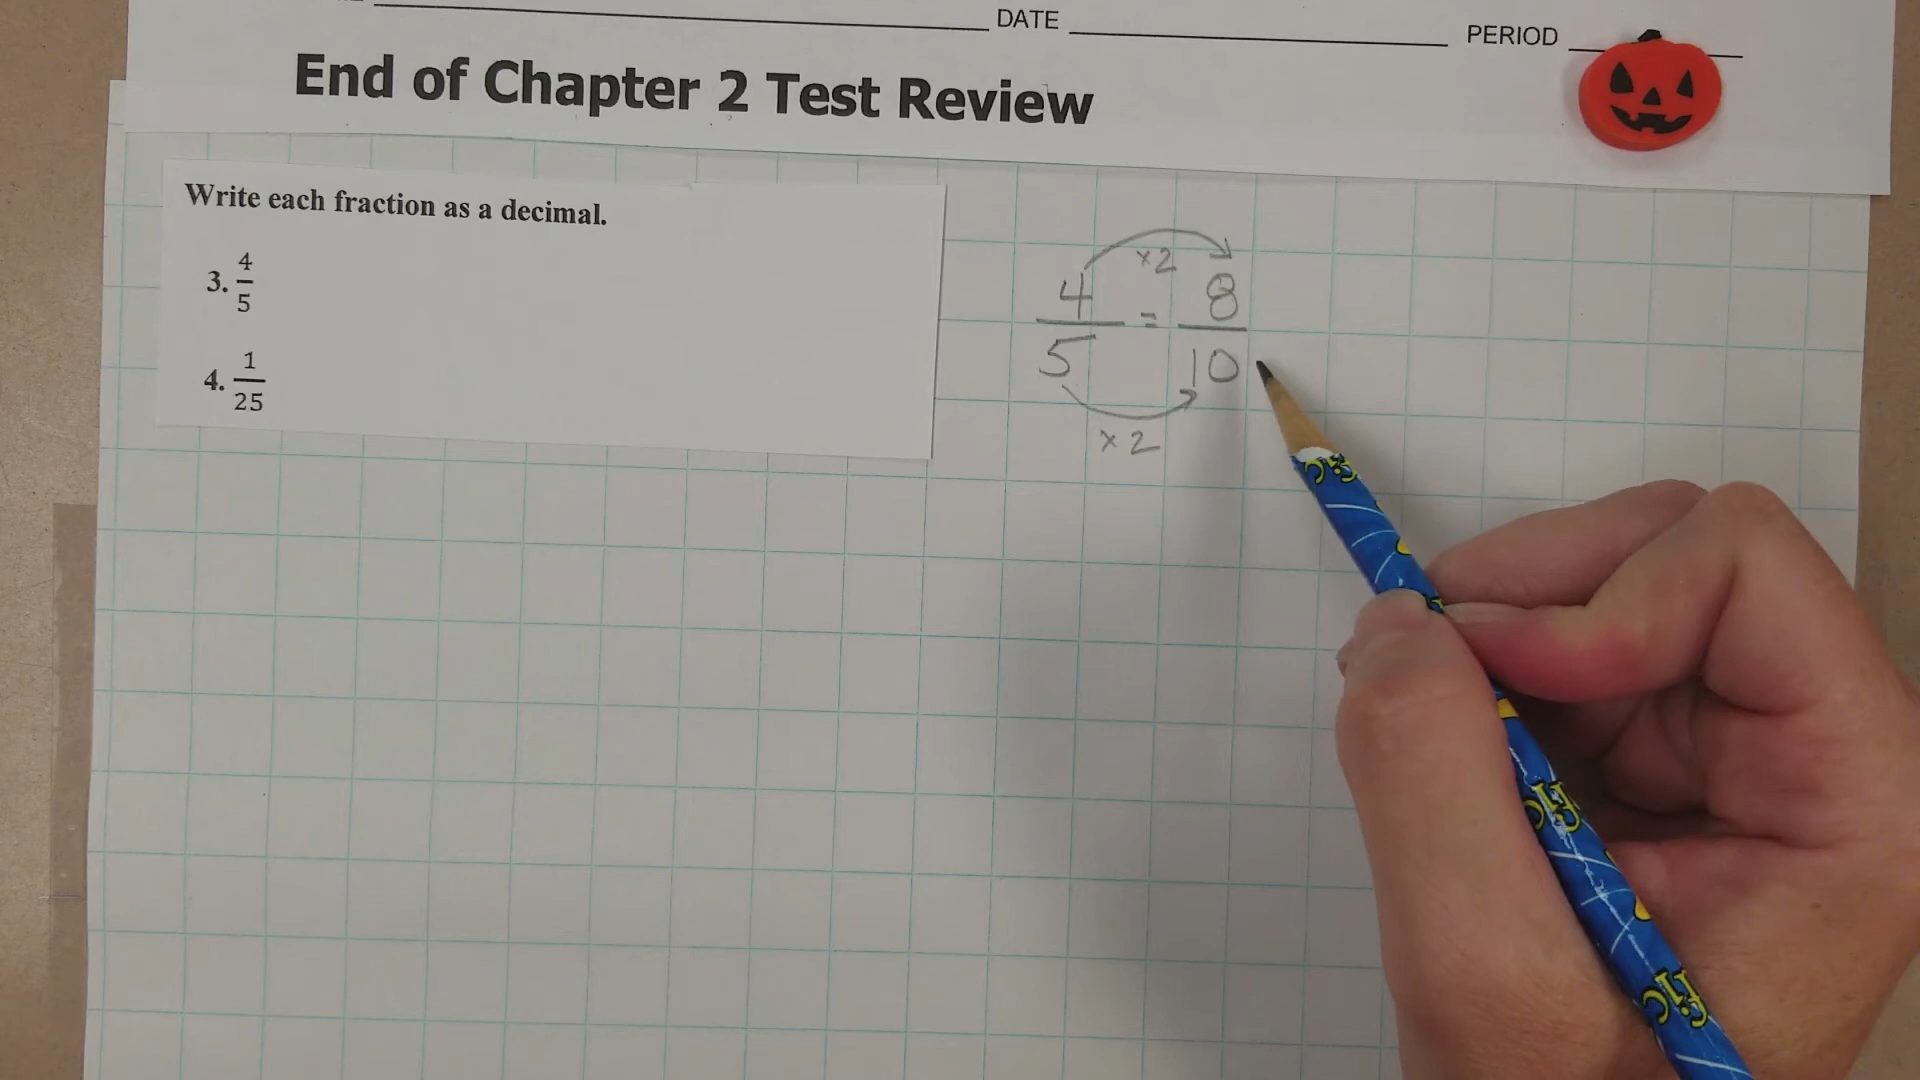 DATE PERIOD
End of Chapter 2 Test Review
Write each fraction as a decimal.
3. 4/5
4. 1/25
×2
4/5 = 8/10
×2